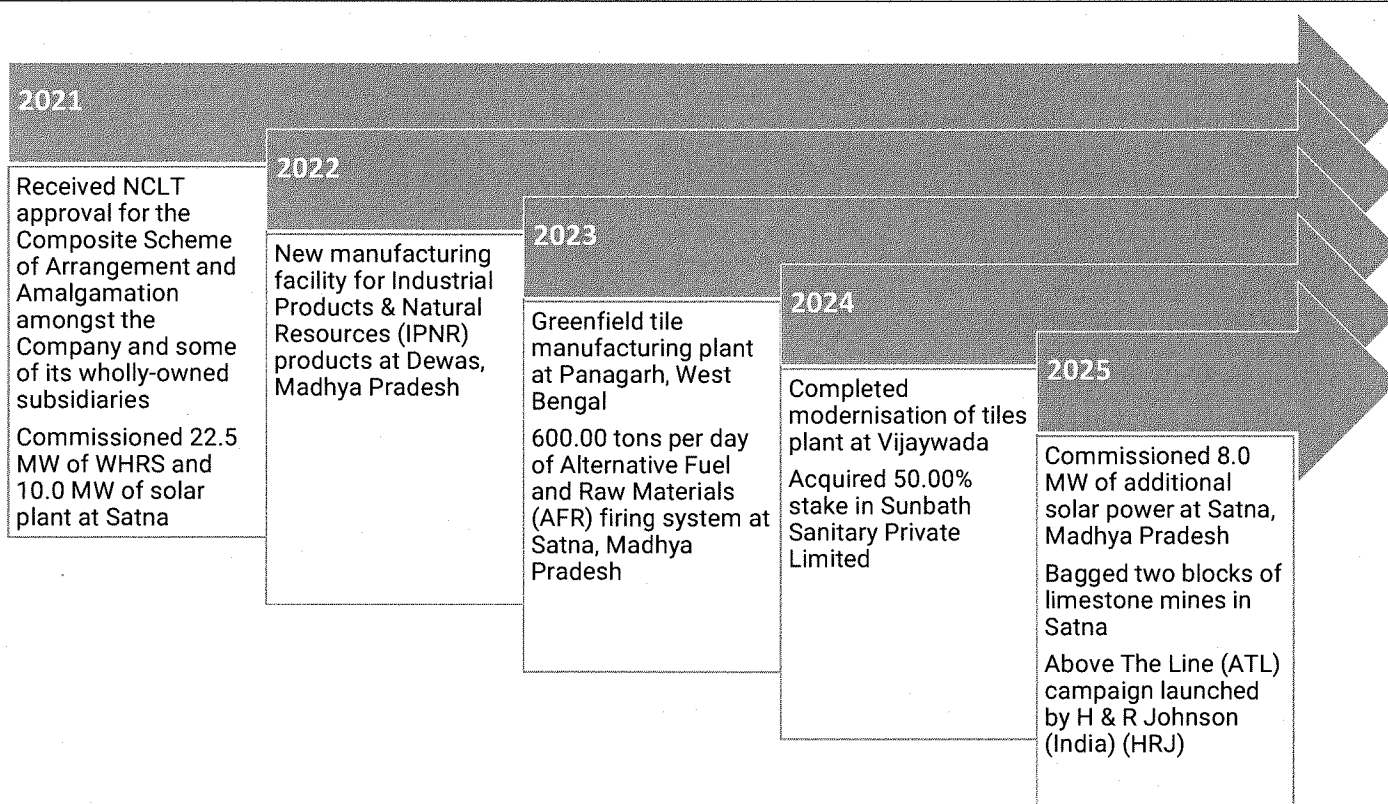 2021
Received NCLT
approval for the
Composite Scheme
of Arrangement and
Amalgamation
amongst the
Company and some
of its wholly-owned
subsidiaries
Commissioned 22.5
MW of WHRS and
10.0 MW of solar
plant at Satna
2022
New manufacturing
facility for Industrial
Products & Natural
Resources (IPNR)
products at Dewas,
Madhya Pradesh
2023
Greenfield tile
manufacturing plant
at Panagarh, West
Bengal
600.00 tons per day
of Alternative Fuel
and Raw Materials
(AFR) firing system at
Satna, Madhya
Pradesh
2024
Completed
modernisation of tiles
plant at Vijaywada
Acquired 50.00%
stake in Sunbath
Sanitary Private
Limited
2025
Commissioned 8.0
MW of additional
solar power at Satna,
Madhya Pradesh
Bagged two blocks of
limestone mines in
Satna
Above The Line (ATL)
campaign launched
by H & R Johnson
(India) (HRJ)